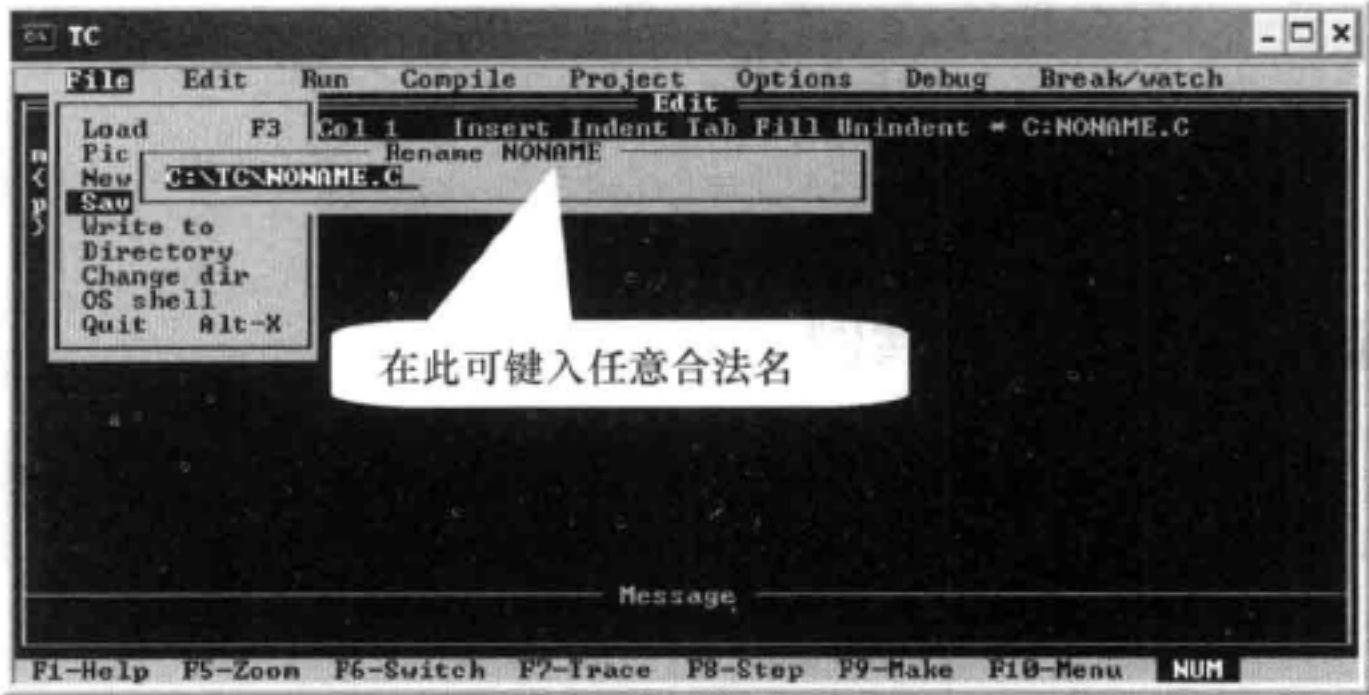 TC
File Edit Run Compile Project Options Debug Break/watch
Edit
Load F3
Col 1 Insert Indent Tab Fill Unindent * C:NONAME.C
Pic
Rename NONAME
New
C:\TC\NONAME.C
Sav
Write to
Directory
Change dir
OS shell
Quit Alt-X
m
{
p
}
在此可键入任意合法名
Message
F1-Help F5-Zoom F6-Switch F7-Trace F8-Step F9-Make F10-Menu NUM